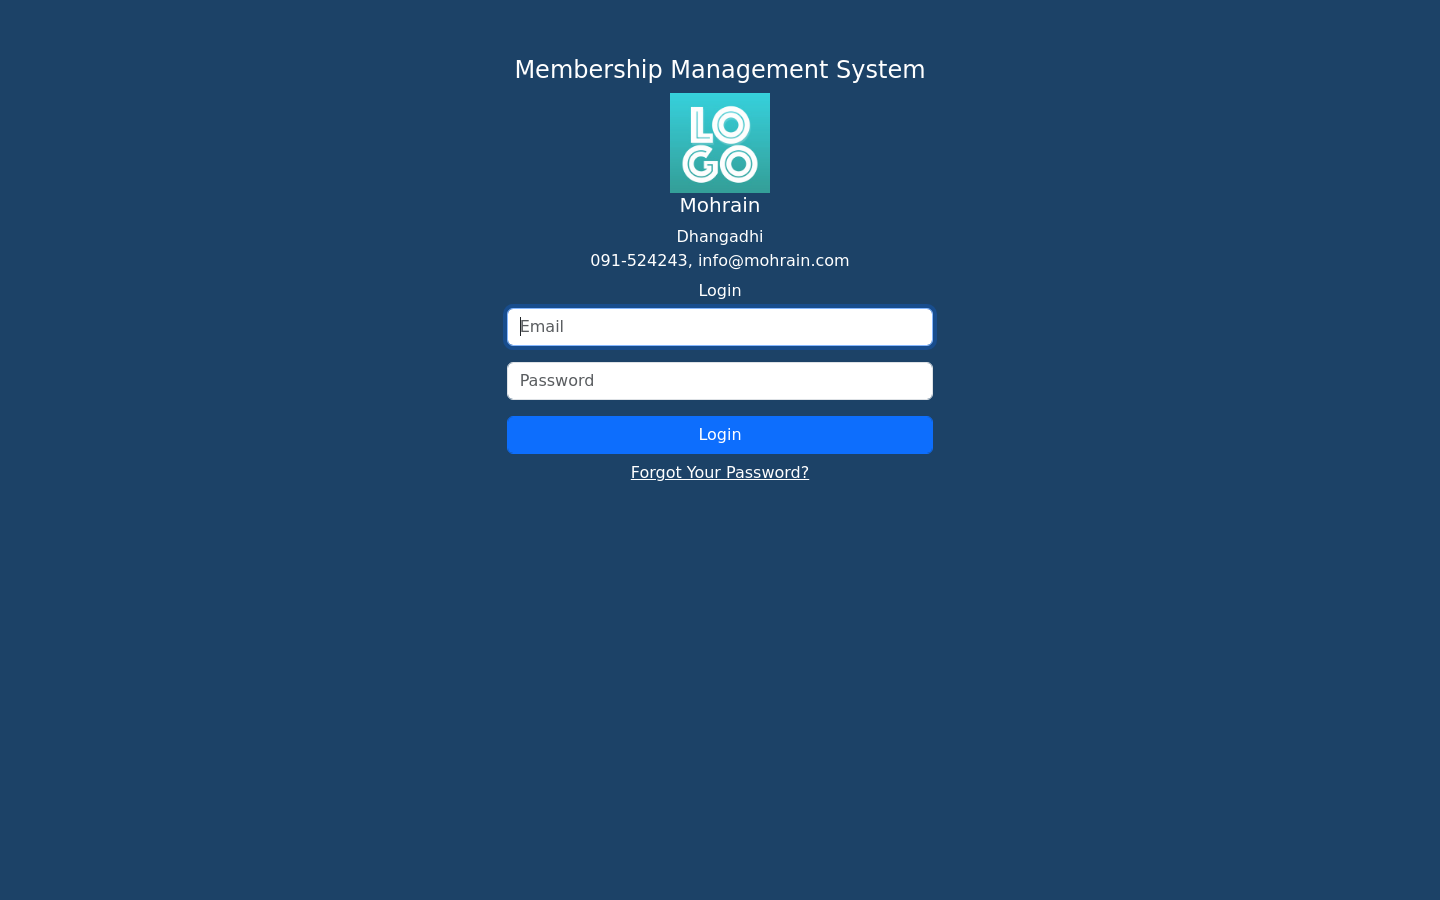 Membership Management System
LO
GO
Mohrain
Dhangadhi
091-524243, info@mohrain.com
Login
Email
Password
Login
Forgot Your Password?